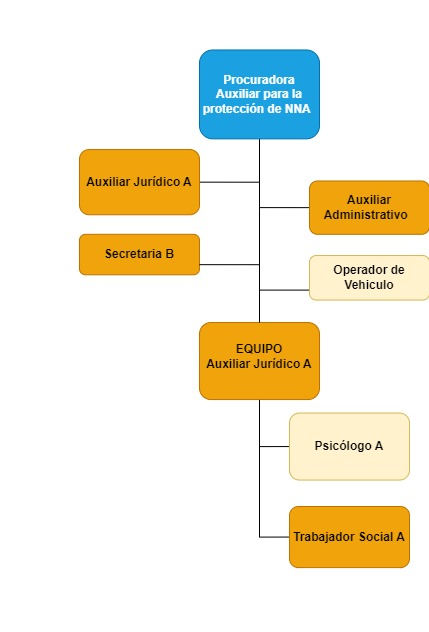 Procuradora
Auxiliar para la
protección de NNA
Auxiliar Jurídico A
Auxiliar
Administrativo
Secretaria B
Operador de
Vehiculo
EQUIPO
Auxiliar Jurídico A
Psicólogo A
Trabajador Social A